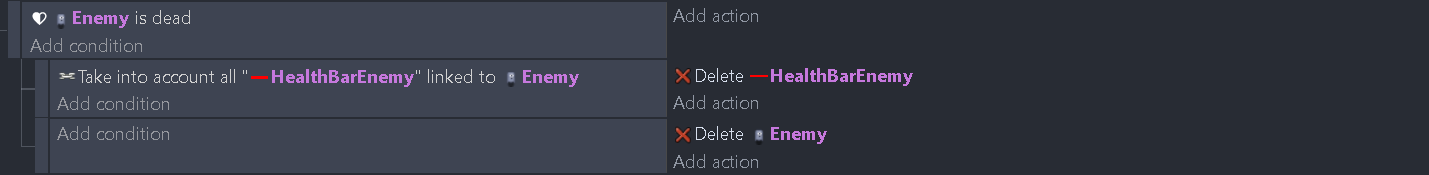 Enemy is dead
Add action
Add condition
Take into account all "HealthBarEnemy" linked to Enemy
Delete HealthBarEnemy
Add condition
Add action
Add condition
Delete Enemy
Add action